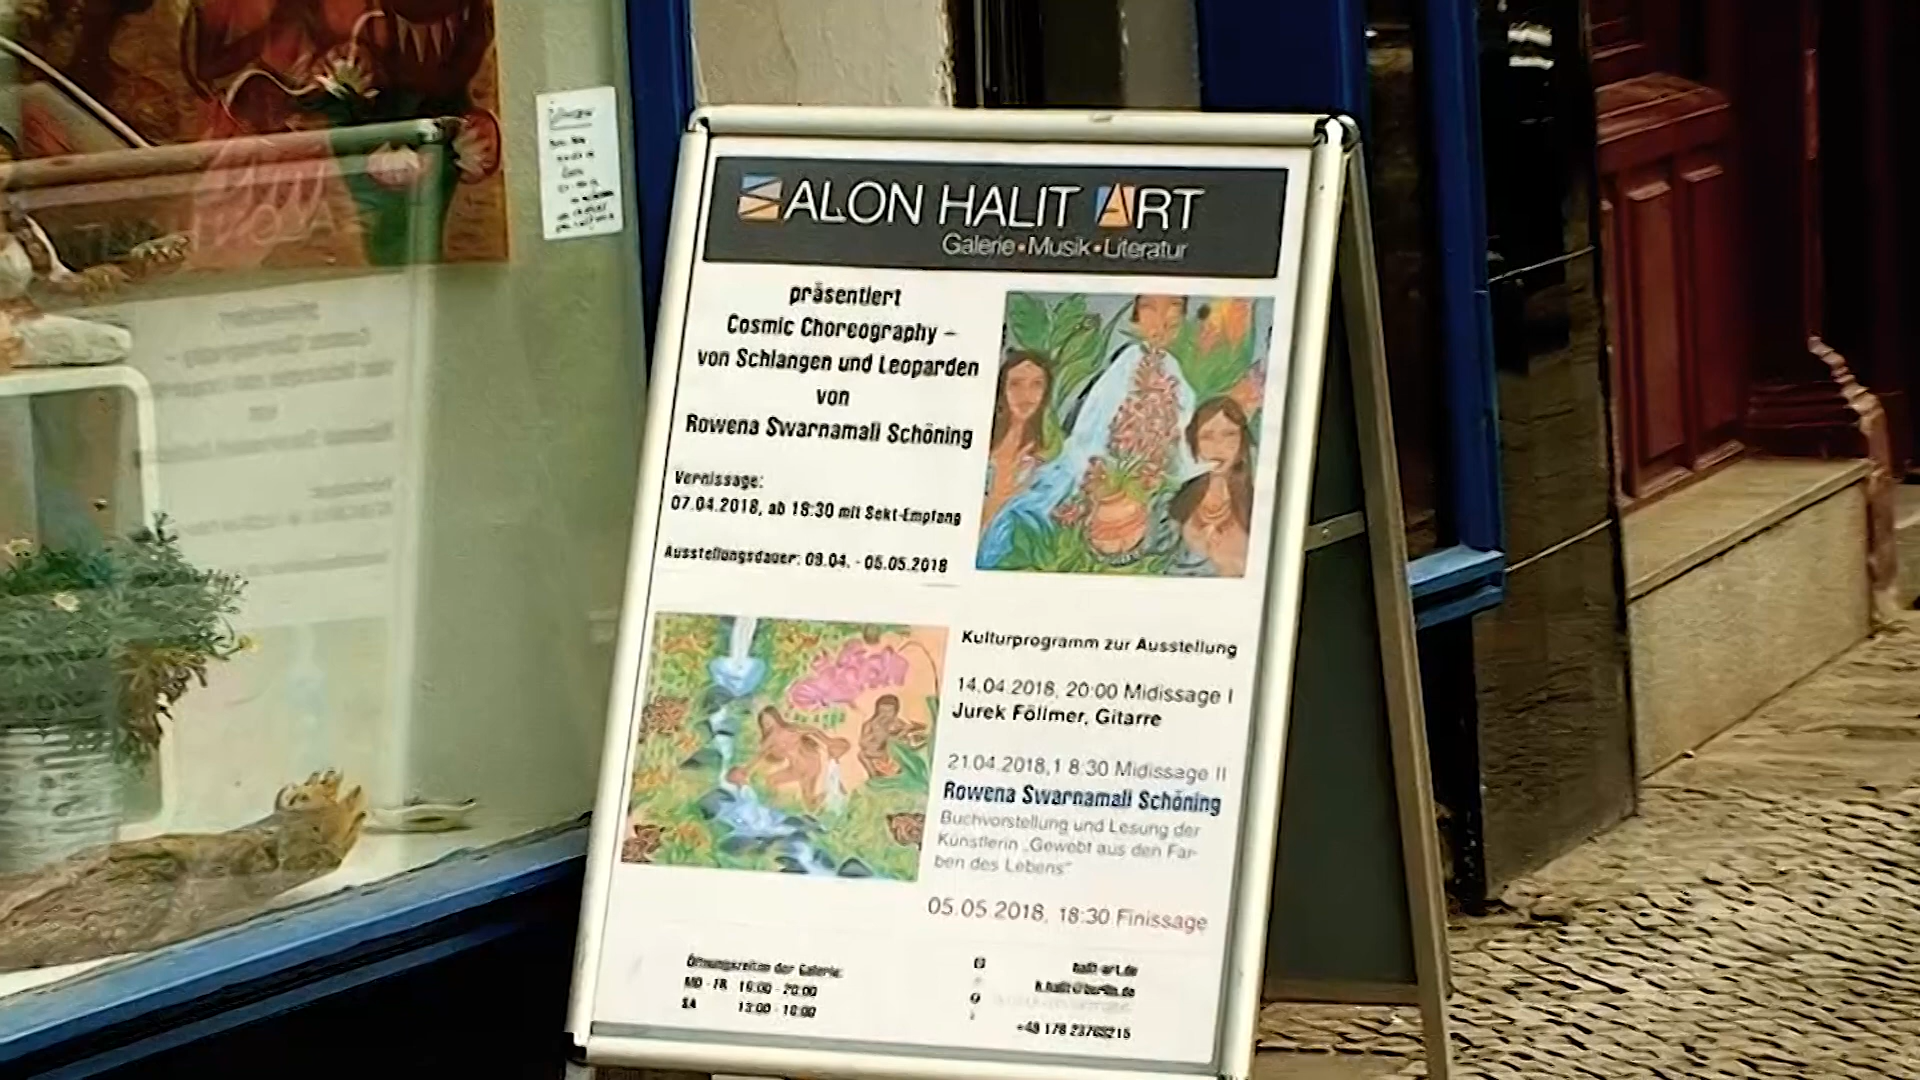 SALON HALIT ART
Galerie•Musik•Literatur
präsentiert
Cosmic Choreography –
von Schlangen und Leoparden
von
Rowena Swarnamali Schöning
Vernissage:
07.04.2018, ab 18:30 mit Sekt-Empfang
Ausstellungsdauer: 09.04. - 05.05.2018
Kulturprogramm zur Ausstellung
14.04.2018, 20:00 Midissage I
Jurek Föllmer, Gitarre
21.04.2018,1 8:30 Midissage II
Rowena Swarnamali Schöning
Buchvorstellung und Lesung der
Künstlerin „Gewebt aus den Far-
ben des Lebens"
05.05.2018, 18:30 Finissage
Öffnungszeiten der Galerie:
MO - FR 16:00 - 20:00
SA 13:00 - 16:00
halit-art.de
h.halit@berlin.de